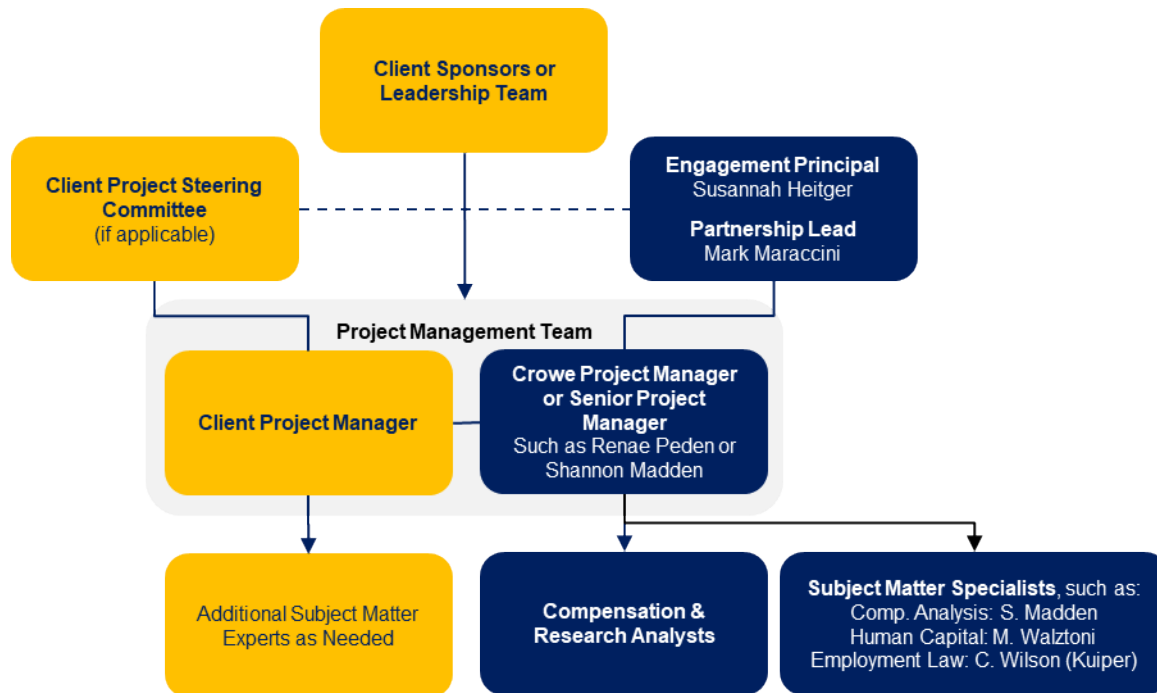 Client Sponsors or
Leadership Team
Client Project Steering
Committee
(if applicable)
Engagement Principal
Susannah Heitger
Partnership Lead
Mark Maraccini
Project Management Team
Client Project Manager
Crowe Project Manager
or Senior Project
Manager
Such as Renae Peden or
Shannon Madden
Additional Subject Matter
Experts as Needed
Compensation &
Research Analysts
Subject Matter Specialists, such as:
Comp. Analysis: S. Madden
Human Capital: M. Walztoni
Employment Law: C. Wilson (Kuiper)